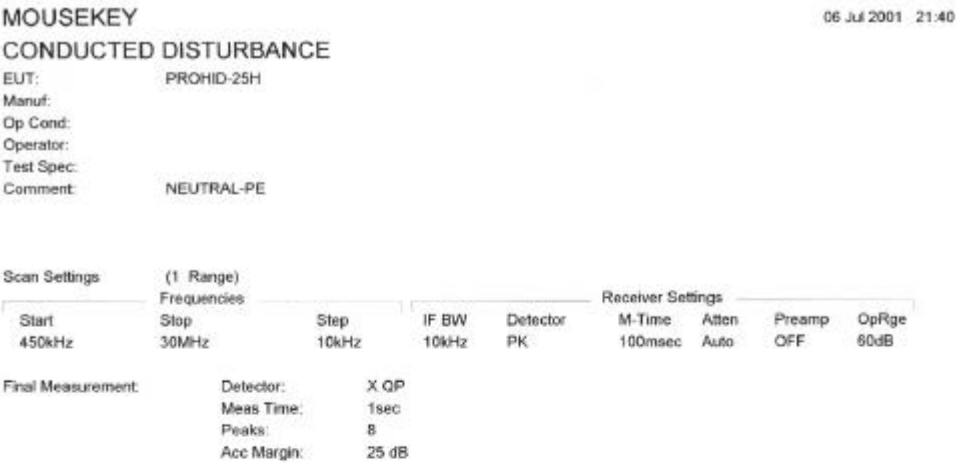 MOUSEKEY 06 Jul 2001 21:40
CONDUCTED DISTURBANCE
EUT: PROHID-25H
Manuf:
Op Cond:
Operator:
Test Spec:
Comment: NEUTRAL-PE
Scan Settings (1 Range)
Frequencies Receiver Settings
Start Stop Step IF BW Detector M-Time Atten Preamp OpRge
450kHz 30MHz 10kHz 10kHz PK 100msec Auto OFF 60dB
Final Measurement: Detector: X QP
Meas Time: 1sec
Peaks: 8
Acc Margin: 25 dB